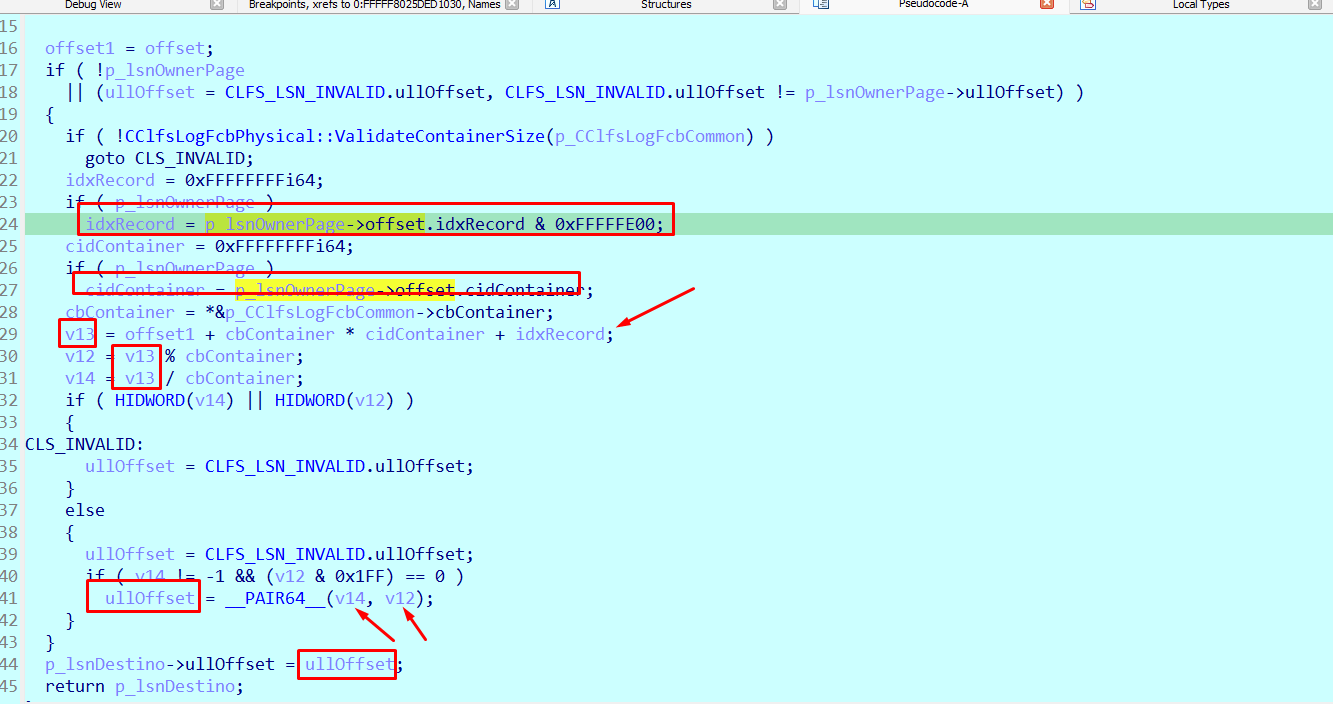 Debug View
Breakpoints, xrefs to 0:FFFFF8025DED1030, Names
Structures
Pseudocode-A
Local Types
15
16 offset1 = offset;
17 if ( !p_lsnOwnerPage
18 || (ullOffset = CLFS_LSN_INVALID.ullOffset, CLFS_LSN_INVALID.ullOffset != p_lsnOwnerPage->ullOffset) )
19 {
20 if ( !CClfsLogFcbPhysical::ValidateContainerSize(p_CClfsLogFcbCommon) )
21 goto CLS_INVALID;
22 idxRecord = 0xFFFFFFFFi64;
23 if ( p_lsnOwnerPage )
24 idxRecord = p_lsnOwnerPage->offset.idxRecord & 0xFFFFFE00;
25 cidContainer = 0xFFFFFFFFi64;
26 if ( p_lsnOwnerPage )
27 cidContainer = p_lsnOwnerPage->offset.cidContainer;
28 cbContainer = *&p_CClfsLogFcbCommon->cbContainer;
29 v13 = offset1 + cbContainer * cidContainer + idxRecord;
30 v12 = v13 % cbContainer;
31 v14 = v13 / cbContainer;
32 if ( HIDWORD(v14) || HIDWORD(v12) )
33 {
34 CLS_INVALID:
35 ullOffset = CLFS_LSN_INVALID.ullOffset;
36 }
37 else
38 {
39 ullOffset = CLFS_LSN_INVALID.ullOffset;
40 if ( v14 != -1 && (v12 & 0x1FF) == 0 )
41 ullOffset = __PAIR64__(v14, v12);
42 }
43 }
44 p_lsnDestino->ullOffset = ullOffset;
45 return p_lsnDestino;